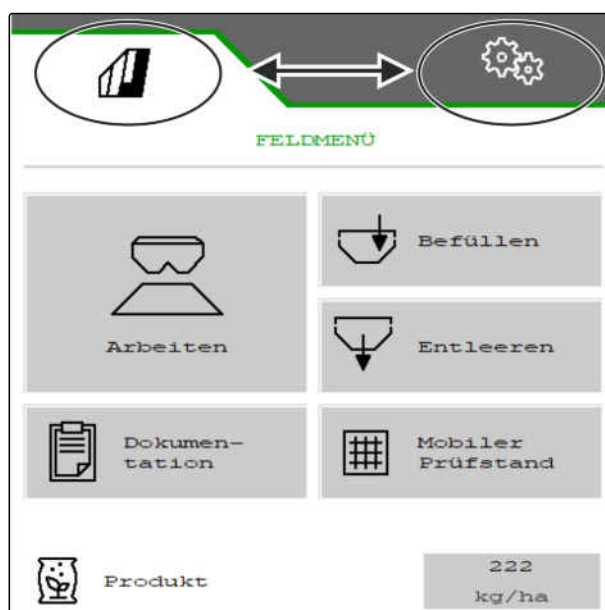 FELDMENÜ
Arbeiten
Befüllen
Entleeren
Dokumen-
tation
Mobiler
Prüfstand
Produkt
222
kg/ha